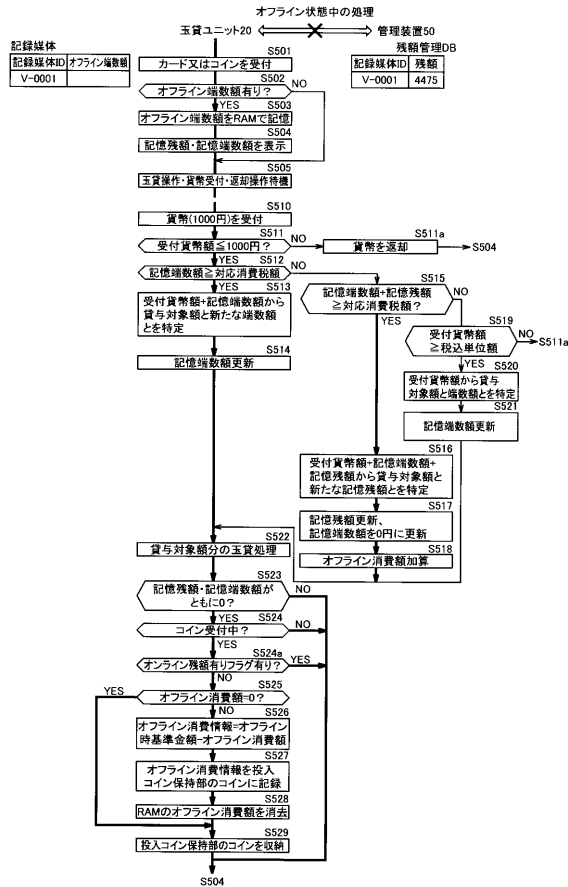 オフライン状態中の処理
玉貸ユニット20
管理装置50
記録媒体
記録媒体ID
オフライン端数額
V-0001
残額管理DB
記録媒体ID
残額
V-0001
4475
S501
カード又はコインを受付
S502
オフライン端数額有り?
NO
YES
S503
オフライン端数額をRAMで記憶
S504
記憶残額・記憶端数額を表示
S505
玉貸操作・貨幣受付・返却操作待機
S510
貨幣(1000円)を受付
S511
受付貨幣額≦1000円?
NO
S511a
貨幣を返却
S504
YES
S512
記憶端数額≧対応消費税額
NO
YES
S513
受付貨幣額+記憶端数額から
貸与対象額と新たな端数額
とを特定
S514
記憶端数額更新
S515
記憶端数額+記憶残額
≧対応消費税額?
NO
YES
S519
受付貨幣額
≧税込単位額
NO
S511a
YES
S520
受付貨幣額から貸与
対象額と端数額とを特定
S521
記憶端数額更新
S516
受付貨幣額+記憶端数額+
記憶残額から貸与対象額と
新たな記憶残額とを特定
S517
記憶残額更新、
記憶端数額を0円に更新
S518
オフライン消費額加算
S522
貸与対象額分の玉貸処理
S523
記憶残額・記憶端数額が
ともに0?
NO
YES
S524
コイン受付中?
NO
YES
S524a
オンライン残額有りフラグ有り?
YES
NO
S525
オフライン消費額=0?
YES
NO
S526
オフライン消費情報=オフライン
時基準金額-オフライン消費額
S527
オフライン消費情報を投入
コイン保持部のコインに記録
S528
RAMのオフライン消費額を消去
S529
投入コイン保持部のコインを収納
S504